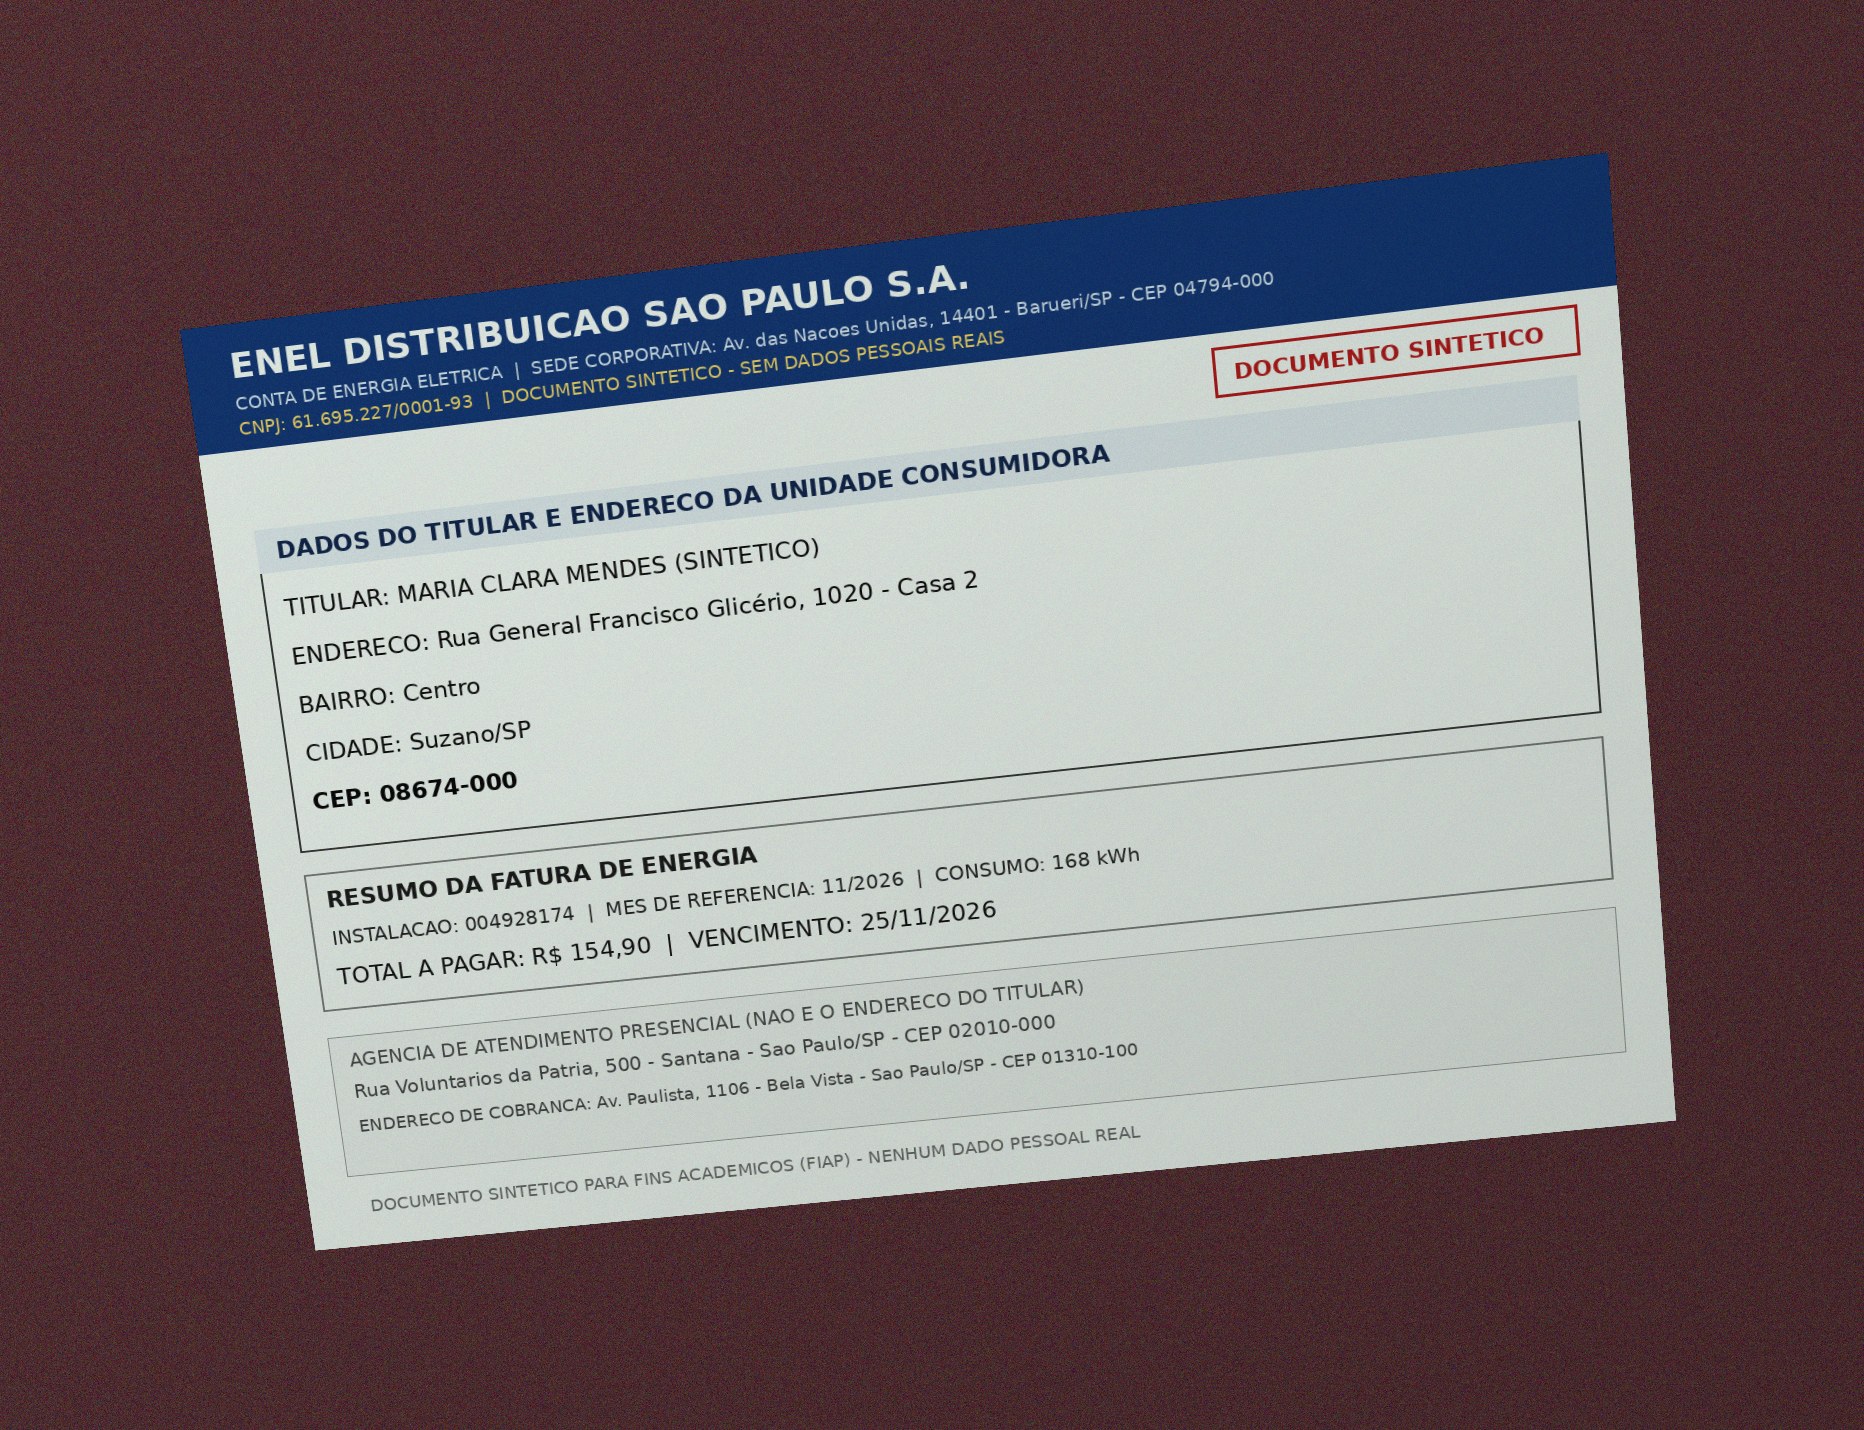 ENEL DISTRIBUICAO SAO PAULO S.A.
CONTA DE ENERGIA ELETRICA | SEDE CORPORATIVA: Av. das Nacoes Unidas, 14401 - Barueri/SP - CEP 04794-000
CNPJ: 61.695.227/0001-93 | DOCUMENTO SINTETICO - SEM DADOS PESSOAIS REAIS
DOCUMENTO SINTETICO
DADOS DO TITULAR E ENDERECO DA UNIDADE CONSUMIDORA
TITULAR: MARIA CLARA MENDES (SINTETICO)
ENDERECO: Rua General Francisco Glicério, 1020 - Casa 2
BAIRRO: Centro
CIDADE: Suzano/SP
CEP: 08674-000
RESUMO DA FATURA DE ENERGIA
INSTALACAO: 004928174 | MES DE REFERENCIA: 11/2026 | CONSUMO: 168 kWh
TOTAL A PAGAR: R$ 154,90 | VENCIMENTO: 25/11/2026
AGENCIA DE ATENDIMENTO PRESENCIAL (NAO E O ENDERECO DO TITULAR)
Rua Voluntarios da Patria, 500 - Santana - Sao Paulo/SP - CEP 02010-000
ENDERECO DE COBRANCA: Av. Paulista, 1106 - Bela Vista - Sao Paulo/SP - CEP 01310-100
DOCUMENTO SINTETICO PARA FINS ACADEMICOS (FIAP) - NENHUM DADO PESSOAL REAL